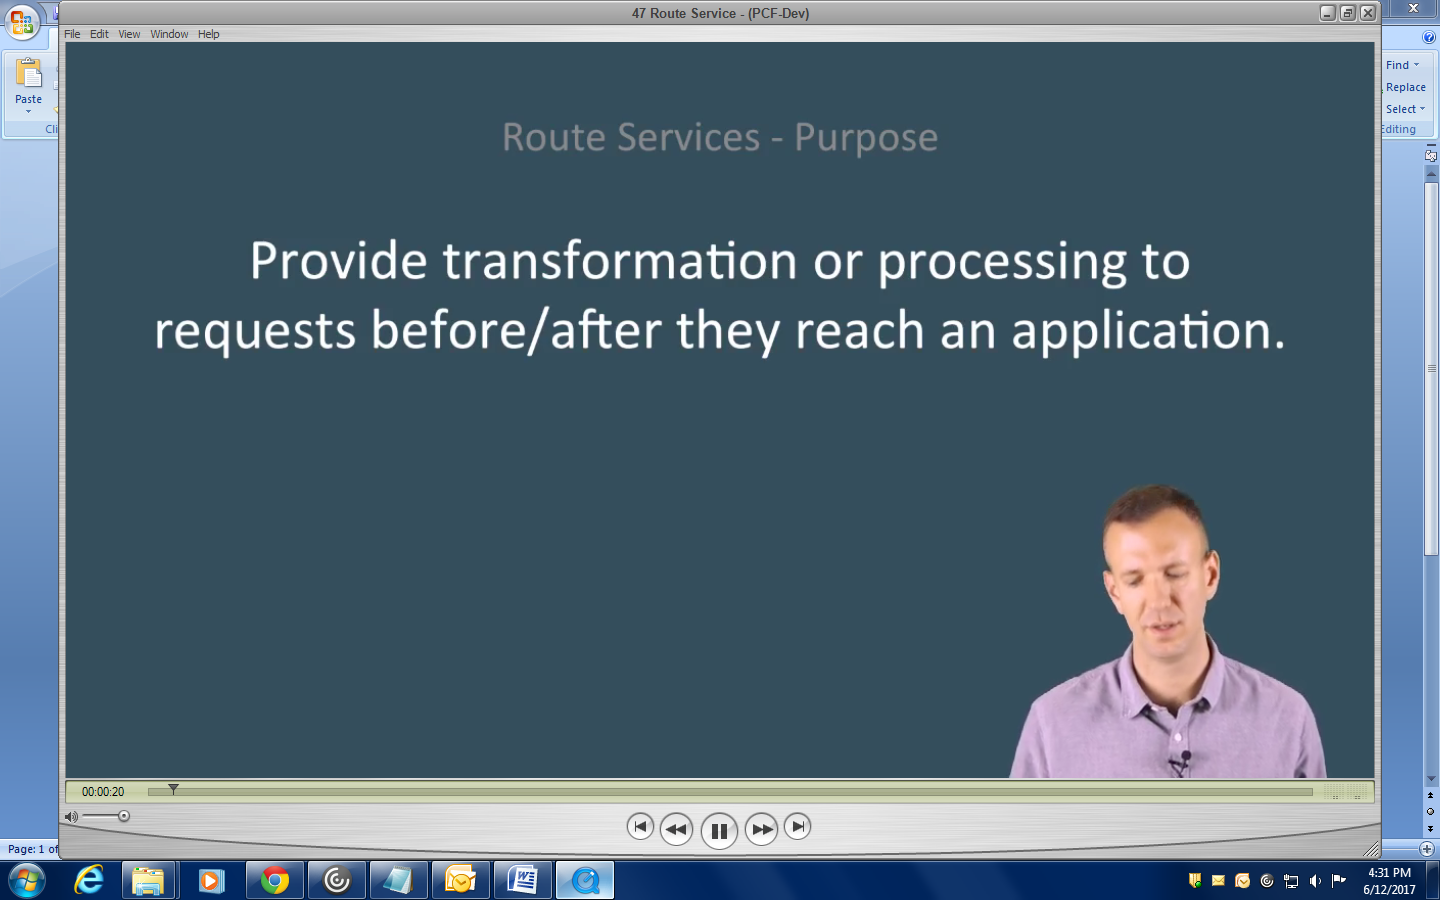 47 Route Service - (PCF-Dev)
File Edit View Window Help
Paste
Cli
Find
Replace
Select
Editing
Route Services - Purpose
Provide transformation or processing to
requests before/after they reach an application.
00:00:20
Page: 1 of
4:31 PM
6/12/2017